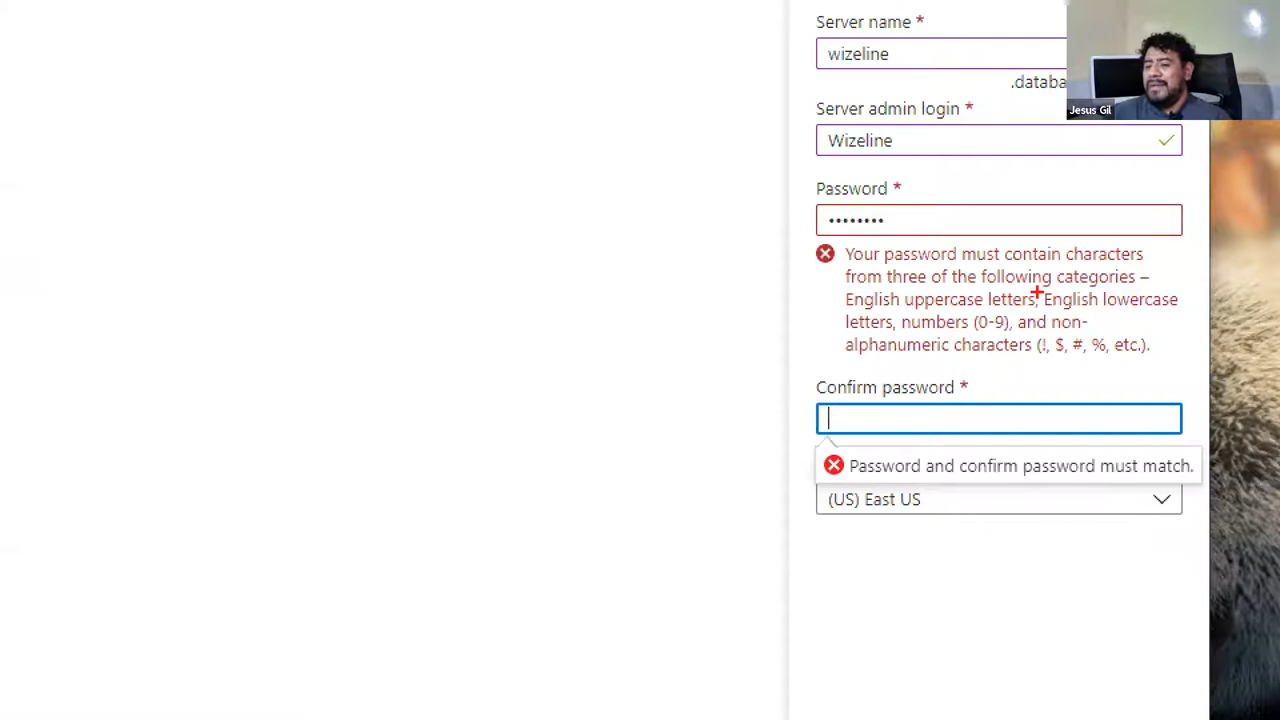 Server name *
wizeline
.databa
Jesus Gil
Server admin login *
Wizeline
Password *
••••••••
Your password must contain characters
from three of the following categories –
English uppercase letters, English lowercase
letters, numbers (0-9), and non-
alphanumeric characters (!, $, #, %, etc.).
Confirm password *
Password and confirm password must match.
(US) East US